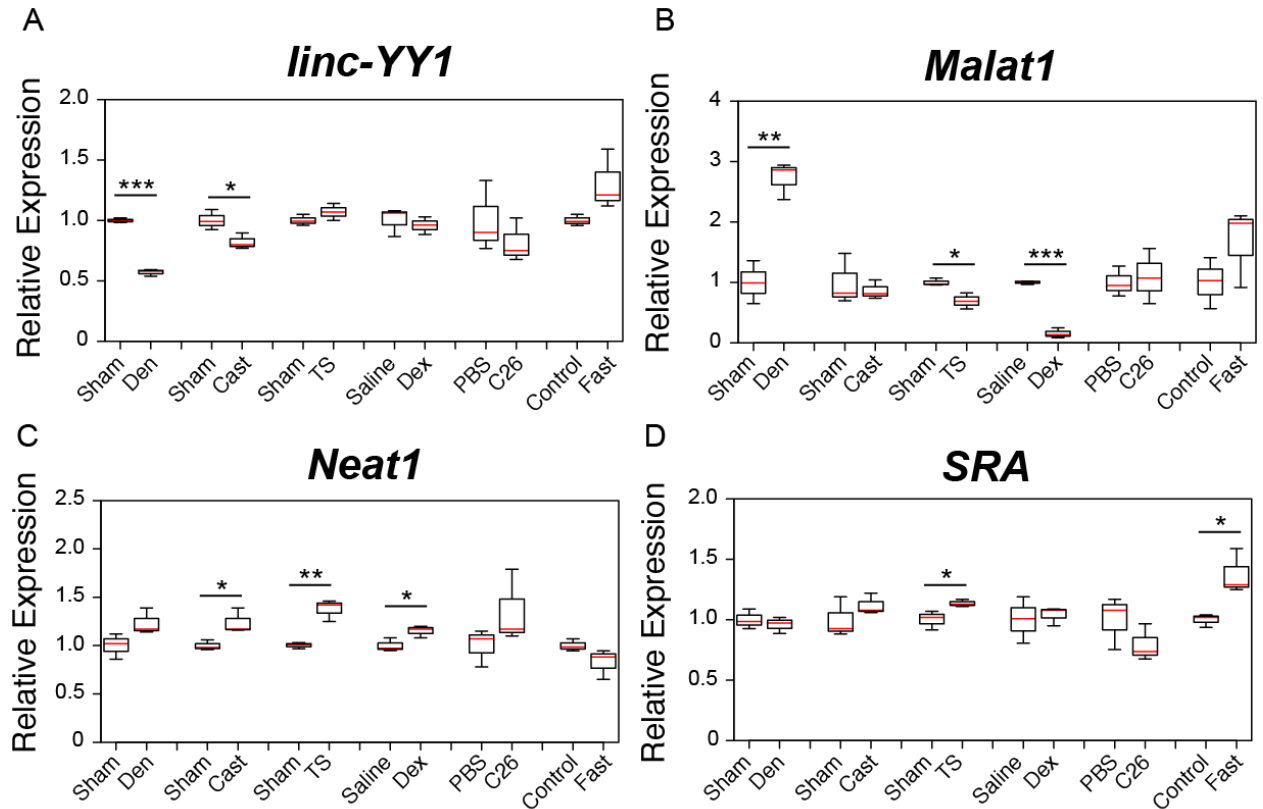 A
linc-YY1
Relative Expression
2.0
1.5
1.0
0.5
0
***
*
Sham Den Sham Cast Sham TS Saline Dex PBS C26 Control Fast
B
Malat1
Relative Expression
4
3
2
1
0
**
*
***
Sham Den Sham Cast Sham TS Saline Dex PBS C26 Control Fast
C
Neat1
Relative Expression
2.5
2.0
1.5
1.0
0.5
0
*
**
*
Sham Den Sham Cast Sham TS Saline Dex PBS C26 Control Fast
D
SRA
Relative Expression
2.0
1.5
1.0
0.5
0
*
*
Sham Den Sham Cast Sham TS Saline Dex PBS C26 Control Fast